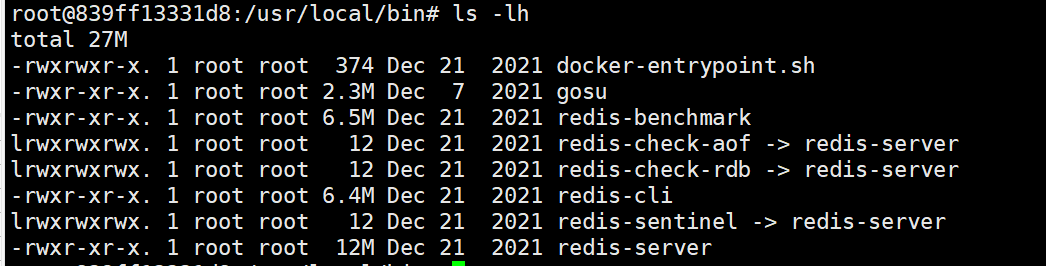 root@839ff13331d8:/usr/local/bin# ls -lh
total 27M
-rwxrwxr-x. 1 root root  374 Dec 21  2021 docker-entrypoint.sh
-rwxr-xr-x. 1 root root 2.3M Dec  7  2021 gosu
-rwxr-xr-x. 1 root root 6.5M Dec 21  2021 redis-benchmark
lrwxrwxrwx. 1 root root   12 Dec 21  2021 redis-check-aof -> redis-server
lrwxrwxrwx. 1 root root   12 Dec 21  2021 redis-check-rdb -> redis-server
-rwxr-xr-x. 1 root root 6.4M Dec 21  2021 redis-cli
lrwxrwxrwx. 1 root root   12 Dec 21  2021 redis-sentinel -> redis-server
-rwxr-xr-x. 1 root root  12M Dec 21  2021 redis-server